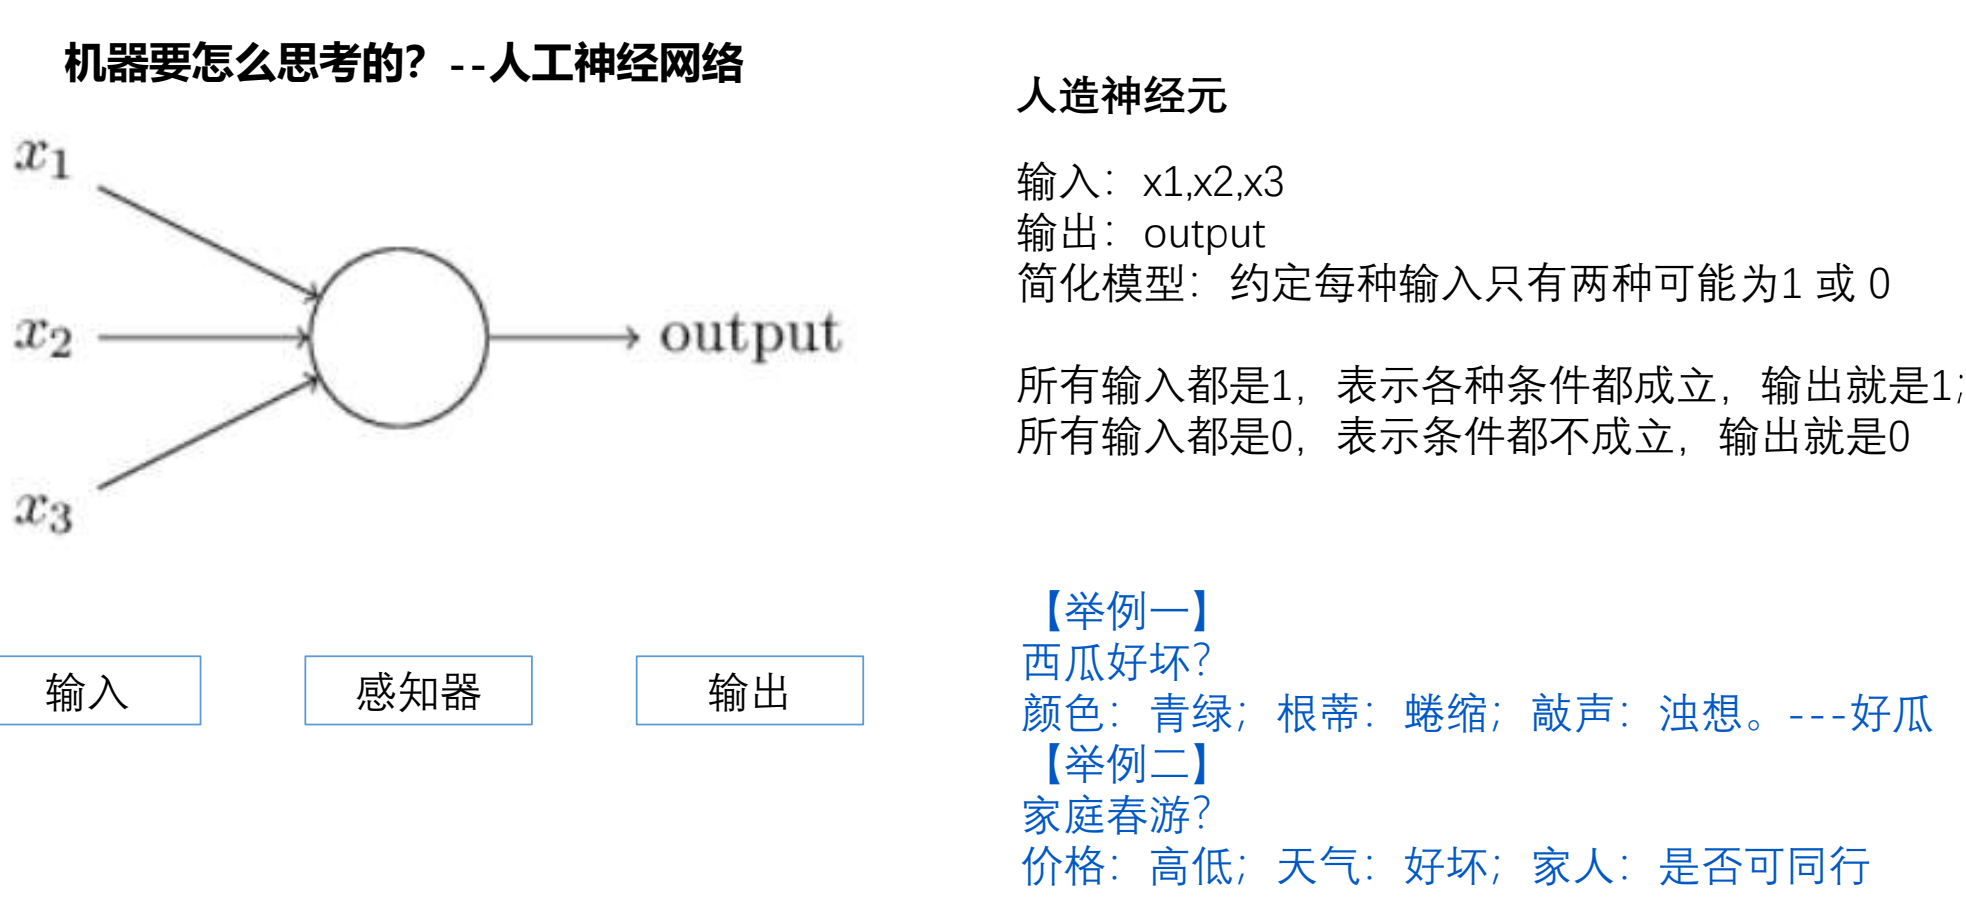 机器要怎么思考的？--人工神经网络
x1
x2
x3
output
输入
感知器
输出
人造神经元
输入：x1,x2,x3
输出：output
简化模型：约定每种输入只有两种可能为1 或 0
所有输入都是1，表示各种条件都成立，输出就是1;
所有输入都是0，表示条件都不成立，输出就是0
【举例一】
西瓜好坏？
颜色：青绿；根蒂：蜷缩；敲声：浊想。---好瓜
【举例二】
家庭春游？
价格：高低；天气：好坏；家人：是否可同行